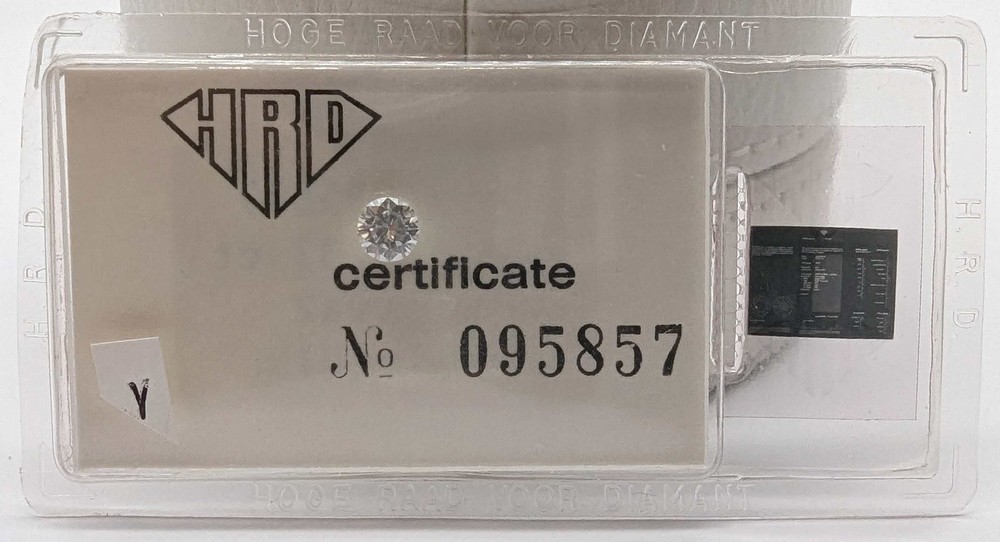 HOGE RAAD VOOR DIAMANT
HRD
certificate
№ 095857
Y
H R D
H. R. D.
HOGE RAAD VOOR DIAMANT